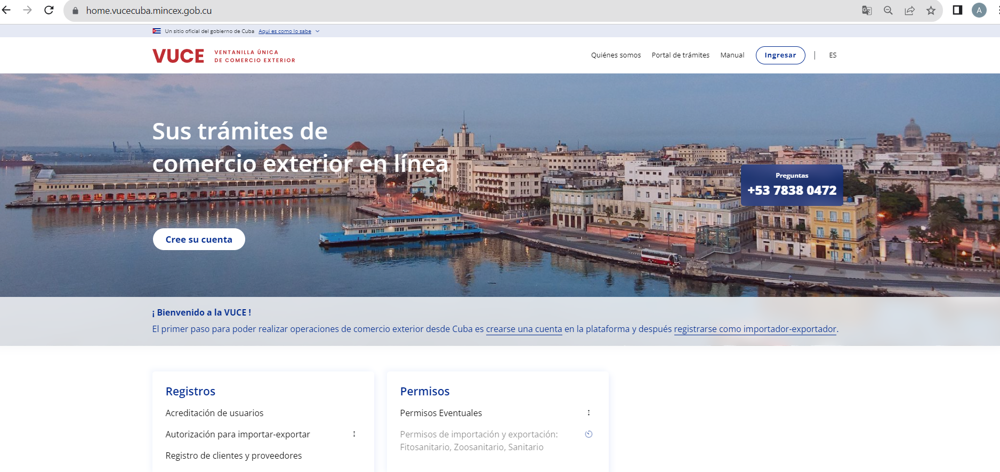 home.vucecuba.mincex.gob.cu
A
Un sitio oficial del gobierno de Cuba Aquí es como lo sabe
VUCE VENTANILLA ÚNICA
DE COMERCIO EXTERIOR
Quiénes somos Portal de trámites Manual Ingresar | ES
Sus trámites de
comercio exterior en línea
Preguntas
+53 7838 0472
Cree su cuenta
¡ Bienvenido a la VUCE !
El primer paso para poder realizar operaciones de comercio exterior desde Cuba es crearse una cuenta en la plataforma y después registrarse como importador-exportador.
Registros
Acreditación de usuarios
Autorización para importar-exportar
Registro de clientes y proveedores
Permisos
Permisos Eventuales
Permisos de importación y exportación:
Fitosanitario, Zoosanitario, Sanitario